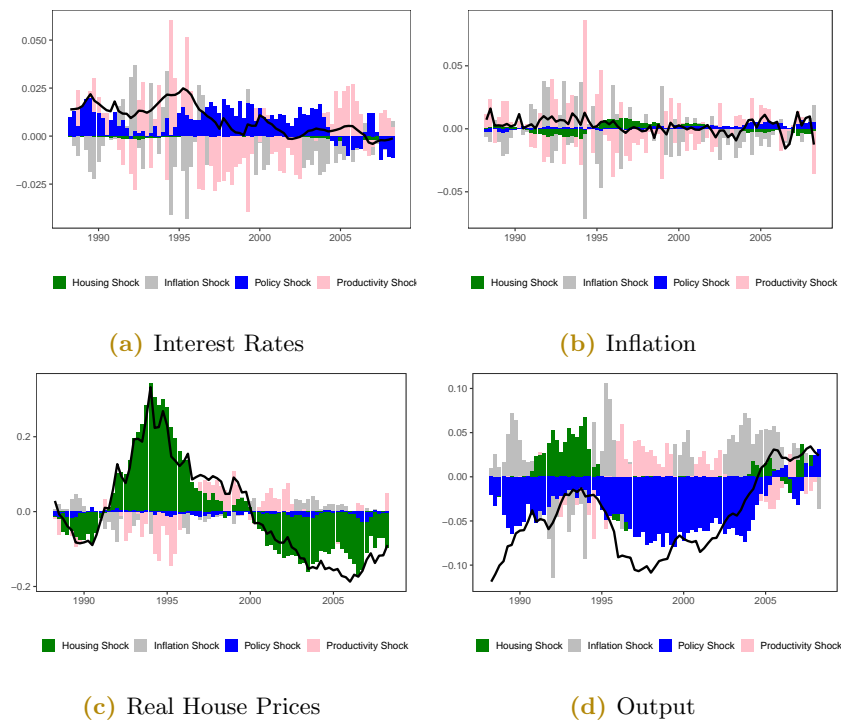 0.050
0.025
0.000
−0.025
1990 1995 2000 2005
Housing Shock Inflation Shock Policy Shock Productivity Shock
(a) Interest Rates
0.05
0.00
−0.05
1990 1995 2000 2005
Housing Shock Inflation Shock Policy Shock Productivity Shock
(b) Inflation
0.2
0.0
−0.2
1990 1995 2000 2005
Housing Shock Inflation Shock Policy Shock Productivity Shock
(c) Real House Prices
0.10
0.05
0.00
−0.05
−0.10
1990 1995 2000 2005
Housing Shock Inflation Shock Policy Shock Productivity Shock
(d) Output